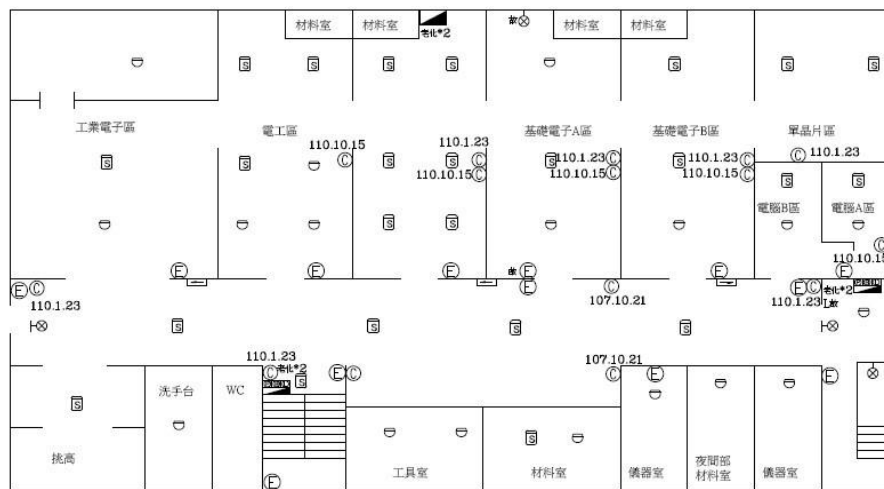 材料室 材料室 材料室 材料室
老化*2
故
S S S S S S S
工業電子區 電工區 基礎電子A區 基礎電子B區 單晶片區
110.10.15 110.1.23 110.1.23 110.1.23 110.1.23
C C C C C
S S S S S S
110.10.15 110.10.15 110.10.15
C C C
S S
電腦B區 電腦A區
S S
C
110.10.15
E E E 故 E E E
E C E C 107.10.21 E C 老化*2
110.1.23 110.1.23 故
S S S S
110.1.23 107.10.21
老化*2
C S E C C E E
洗手台 WC
S
S
挑高 工具室 材料室 儀器室 夜間部 儀器室
材料室
E